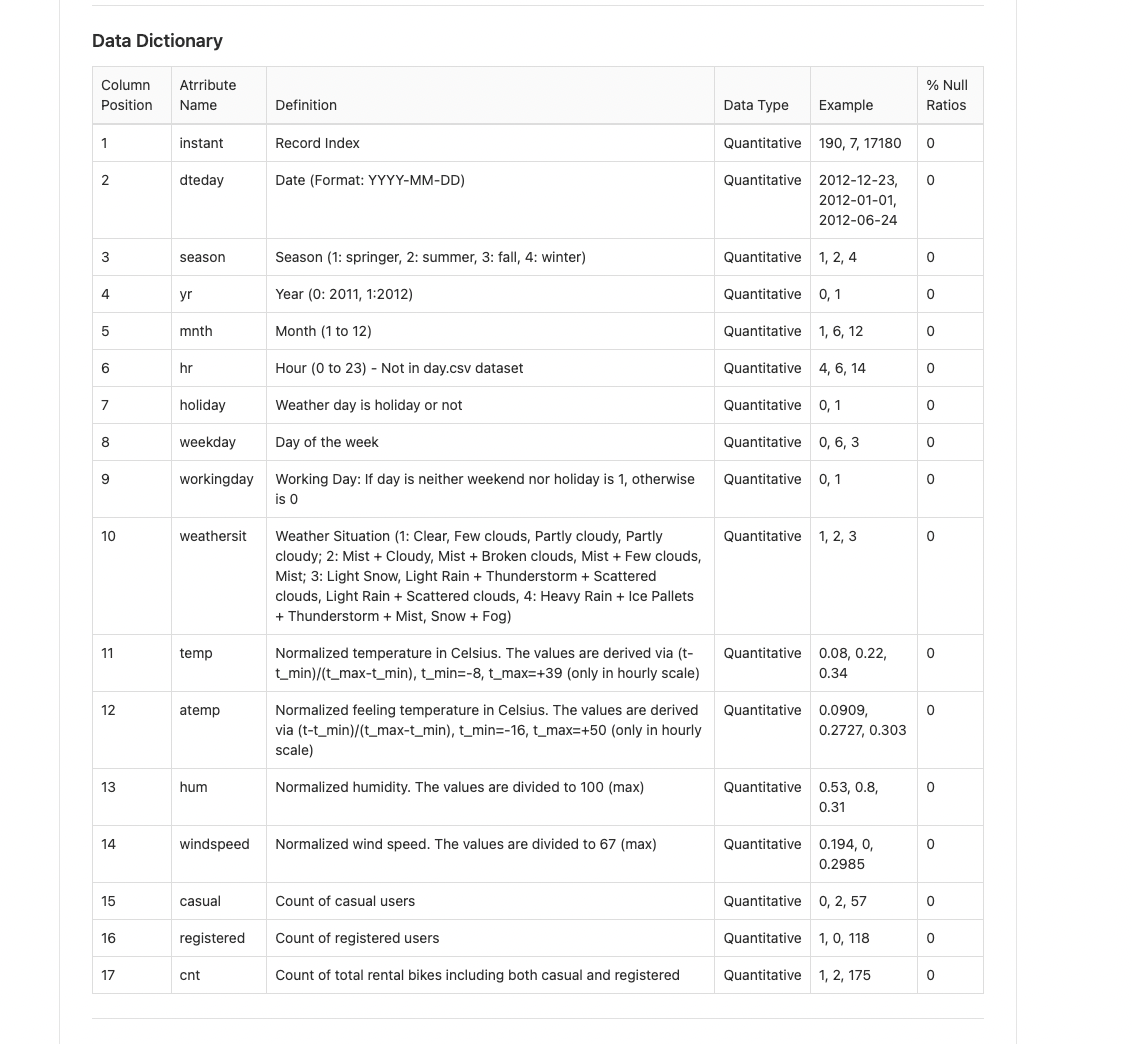 Data Dictionary
Column Position | Atrribute Name | Definition | Data Type | Example | % Null Ratios
1 | instant | Record Index | Quantitative | 190, 7, 17180 | 0
2 | dteday | Date (Format: YYYY-MM-DD) | Quantitative | 2012-12-23, 2012-01-01, 2012-06-24 | 0
3 | season | Season (1: springer, 2: summer, 3: fall, 4: winter) | Quantitative | 1, 2, 4 | 0
4 | yr | Year (0: 2011, 1:2012) | Quantitative | 0, 1 | 0
5 | mnth | Month (1 to 12) | Quantitative | 1, 6, 12 | 0
6 | hr | Hour (0 to 23) - Not in day.csv dataset | Quantitative | 4, 6, 14 | 0
7 | holiday | Weather day is holiday or not | Quantitative | 0, 1 | 0
8 | weekday | Day of the week | Quantitative | 0, 6, 3 | 0
9 | workingday | Working Day: If day is neither weekend nor holiday is 1, otherwise is 0 | Quantitative | 0, 1 | 0
10 | weathersit | Weather Situation (1: Clear, Few clouds, Partly cloudy, Partly cloudy; 2: Mist + Cloudy, Mist + Broken clouds, Mist + Few clouds, Mist; 3: Light Snow, Light Rain + Thunderstorm + Scattered clouds, Light Rain + Scattered clouds, 4: Heavy Rain + Ice Pallets + Thunderstorm + Mist, Snow + Fog) | Quantitative | 1, 2, 3 | 0
11 | temp | Normalized temperature in Celsius. The values are derived via (t-t_min)/(t_max-t_min), t_min=-8, t_max=+39 (only in hourly scale) | Quantitative | 0.08, 0.22, 0.34 | 0
12 | atemp | Normalized feeling temperature in Celsius. The values are derived via (t-t_min)/(t_max-t_min), t_min=-16, t_max=+50 (only in hourly scale) | Quantitative | 0.0909, 0.2727, 0.303 | 0
13 | hum | Normalized humidity. The values are divided to 100 (max) | Quantitative | 0.53, 0.8, 0.31 | 0
14 | windspeed | Normalized wind speed. The values are divided to 67 (max) | Quantitative | 0.194, 0, 0.2985 | 0
15 | casual | Count of casual users | Quantitative | 0, 2, 57 | 0
16 | registered | Count of registered users | Quantitative | 1, 0, 118 | 0
17 | cnt | Count of total rental bikes including both casual and registered | Quantitative | 1, 2, 175 | 0